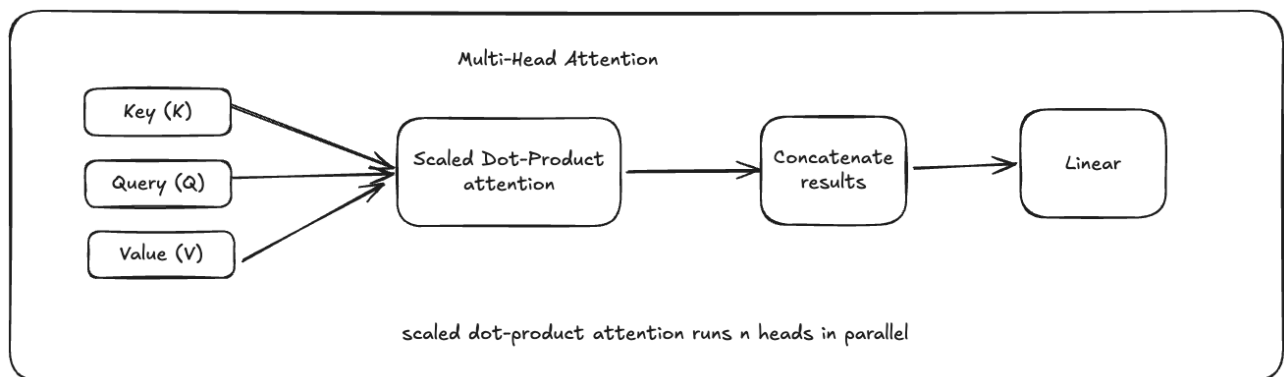 Multi-Head Attention
Key (K)
Query (Q)
Value (V)
Scaled Dot-Product
attention
Concatenate
results
Linear
scaled dot-product attention runs n heads in parallel